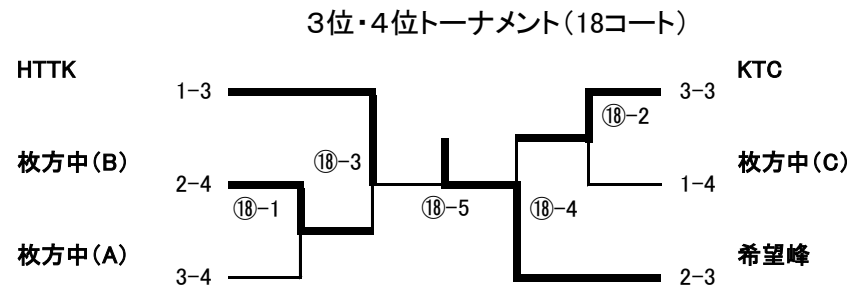 ３位・４位トーナメント（18コート）
HTTK
1-3
KTC
3-3
⑱-2
枚方中（B）
2-4
⑱-3
枚方中（C）
1-4
⑱-1
⑱-5
⑱-4
枚方中（A）
3-4
希望峰
2-3